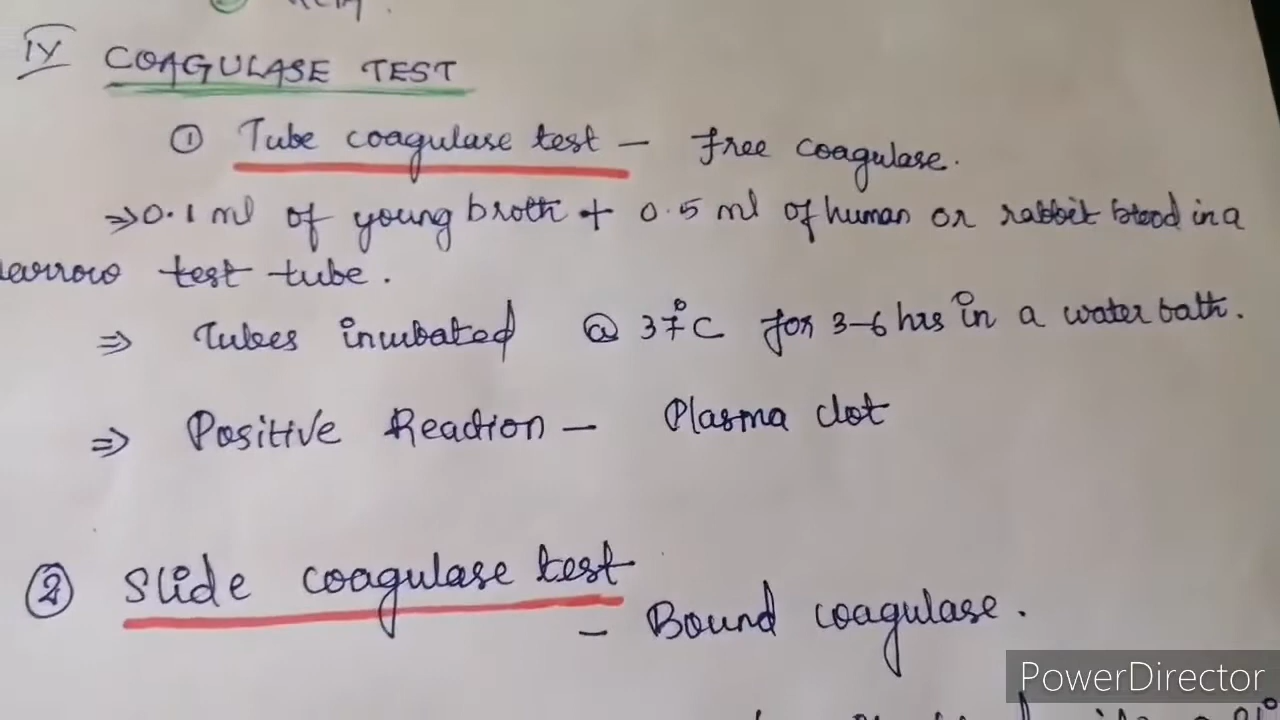 IV COAGULASE TEST
① Tube coagulase test – free coagulase.
⇒ 0.1 ml of young broth + 0.5 ml of human or rabbit blood in a
narrow test tube.
⇒ Tubes incubated @ 37°C for 3–6 hrs in a water bath.
⇒ Positive Reaction – Plasma clot
② Slide coagulase test
– Bound coagulase.
PowerDirector